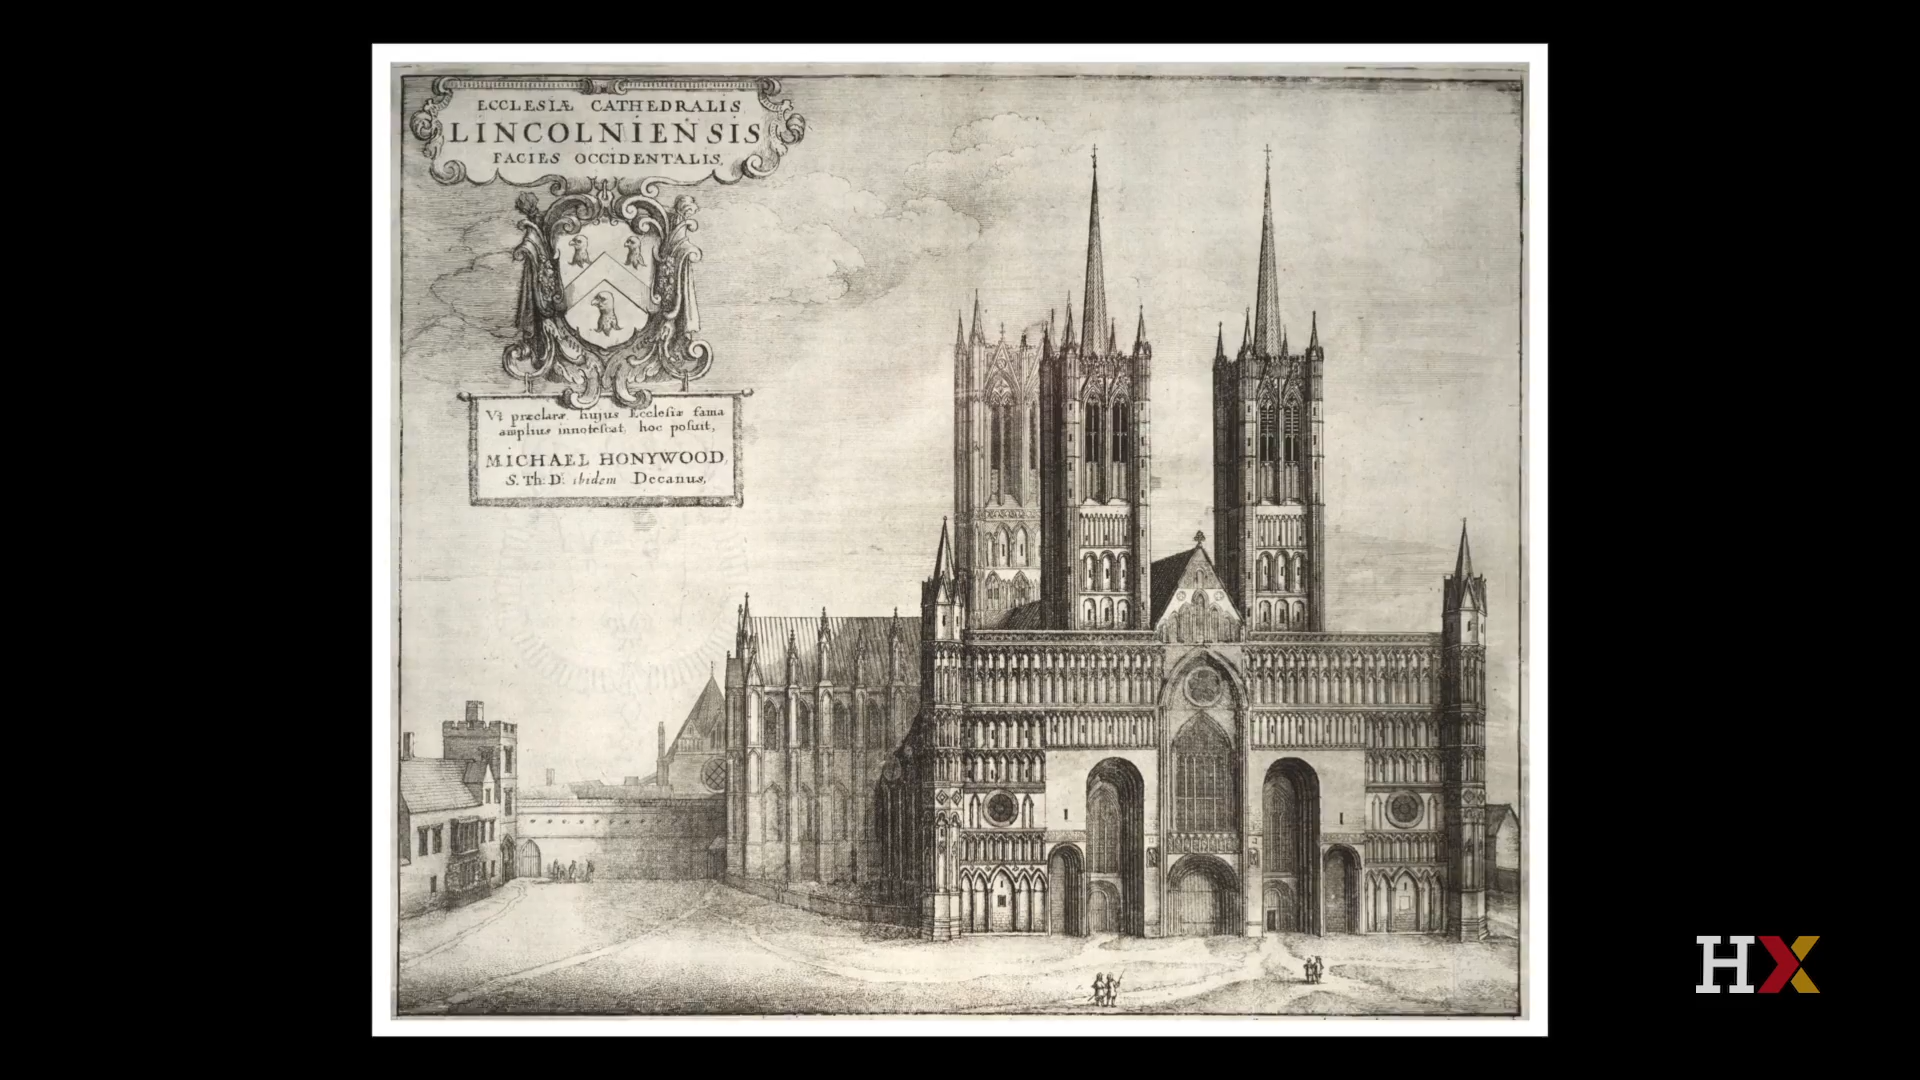 ECCLESIÆ CATHEDRALIS
LINCOLNIENSIS
FACIES OCCIDENTALIS.
Vt præclaræ hujus Ecclesiæ fama
amplius innotescat, hoc posuit,
MICHAEL HONYWOOD,
S. Th: D: ibidem Decanus,
HX